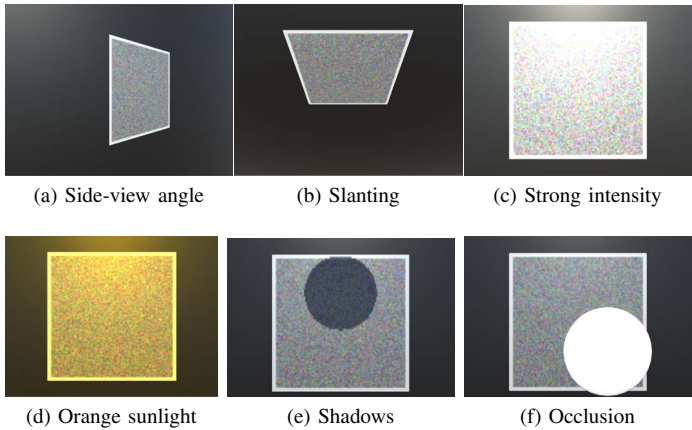 (a) Side-view angle
(b) Slanting
(c) Strong intensity
(d) Orange sunlight
(e) Shadows
(f) Occlusion